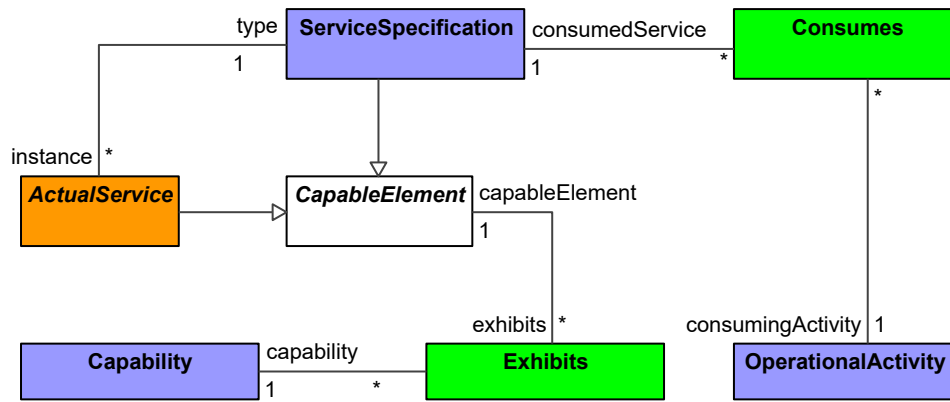 type
ServiceSpecification
consumedService
Consumes
1
1
*
*
instance
*
ActualService
CapableElement
capableElement
1
exhibits
*
consumingActivity
1
Capability
capability
1
*
Exhibits
OperationalActivity